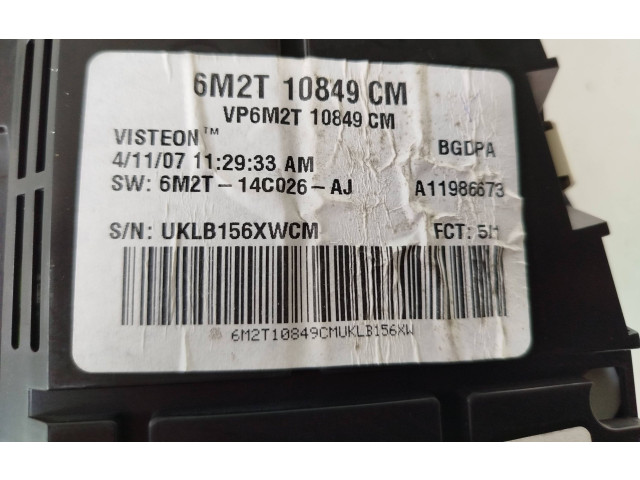 6M2T 10849 CM
VP6M2T 10849 CM
VISTEON™ BGDPA
4/11/07 11:29:33 AM
SW: 6M2T-14C026-AJ A11986673
S/N: UKLB156XWCM FCT: 5M
6M2T10849CMUKLB156XW